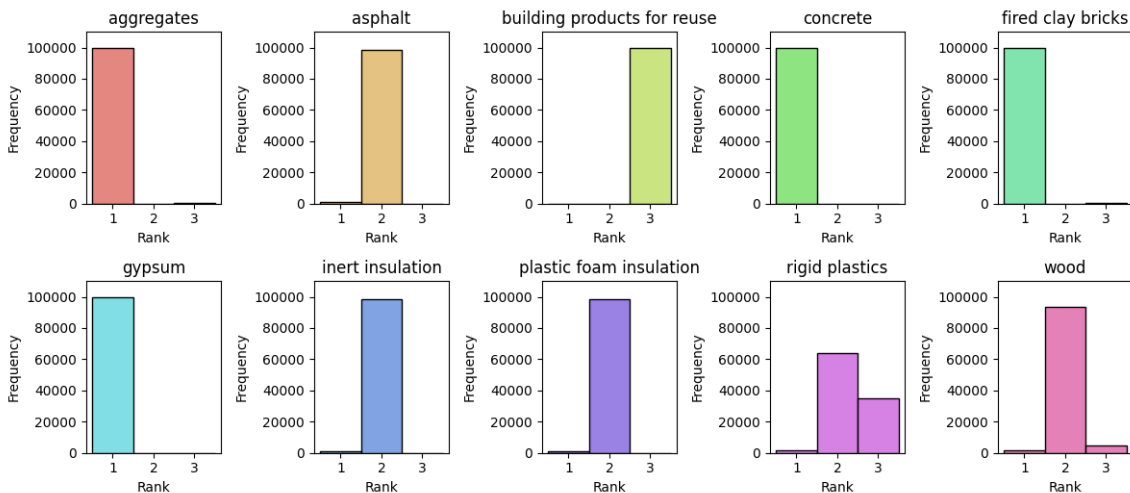 aggregates
asphalt
building products for reuse
concrete
fired clay bricks
Frequency
100000
80000
60000
40000
20000
0
1 2 3
Rank
Frequency
100000
80000
60000
40000
20000
0
1 2 3
Rank
Frequency
100000
80000
60000
40000
20000
0
1 2 3
Rank
Frequency
100000
80000
60000
40000
20000
0
1 2 3
Rank
Frequency
100000
80000
60000
40000
20000
0
1 2 3
Rank
gypsum
inert insulation
plastic foam insulation
rigid plastics
wood
Frequency
100000
80000
60000
40000
20000
0
1 2 3
Rank
Frequency
100000
80000
60000
40000
20000
0
1 2 3
Rank
Frequency
100000
80000
60000
40000
20000
0
1 2 3
Rank
Frequency
100000
80000
60000
40000
20000
0
1 2 3
Rank
Frequency
100000
80000
60000
40000
20000
0
1 2 3
Rank